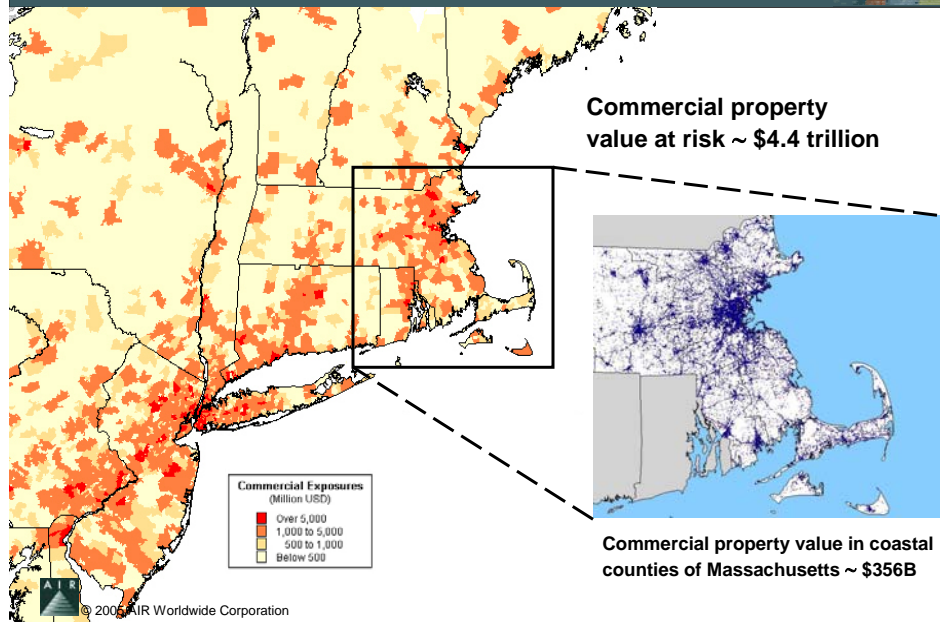 Commercial property
value at risk ~ $4.4 trillion
Commercial Exposures
(Million USD)
Over 5,000
1,000 to 5,000
500 to 1,000
Below 500
Commercial property value in coastal
counties of Massachusetts ~ $356B
A I R
© 2005 AIR Worldwide Corporation